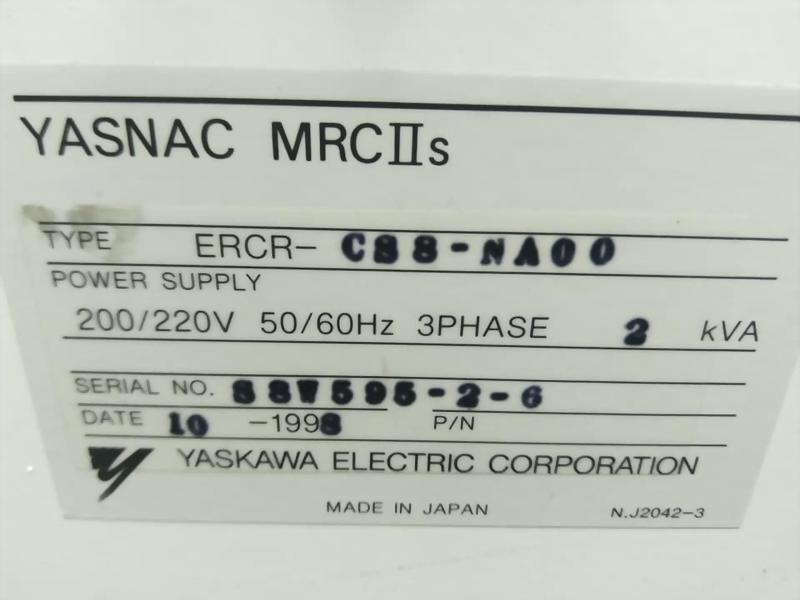 YASNAC MRCⅡs
TYPE ERCR- CS8-NA00
POWER SUPPLY
200/220V 50/60Hz 3PHASE 2 kVA
SERIAL NO. S8W595-2-6
DATE 10 -1998 P/N
YASKAWA ELECTRIC CORPORATION
MADE IN JAPAN N.J2042-3